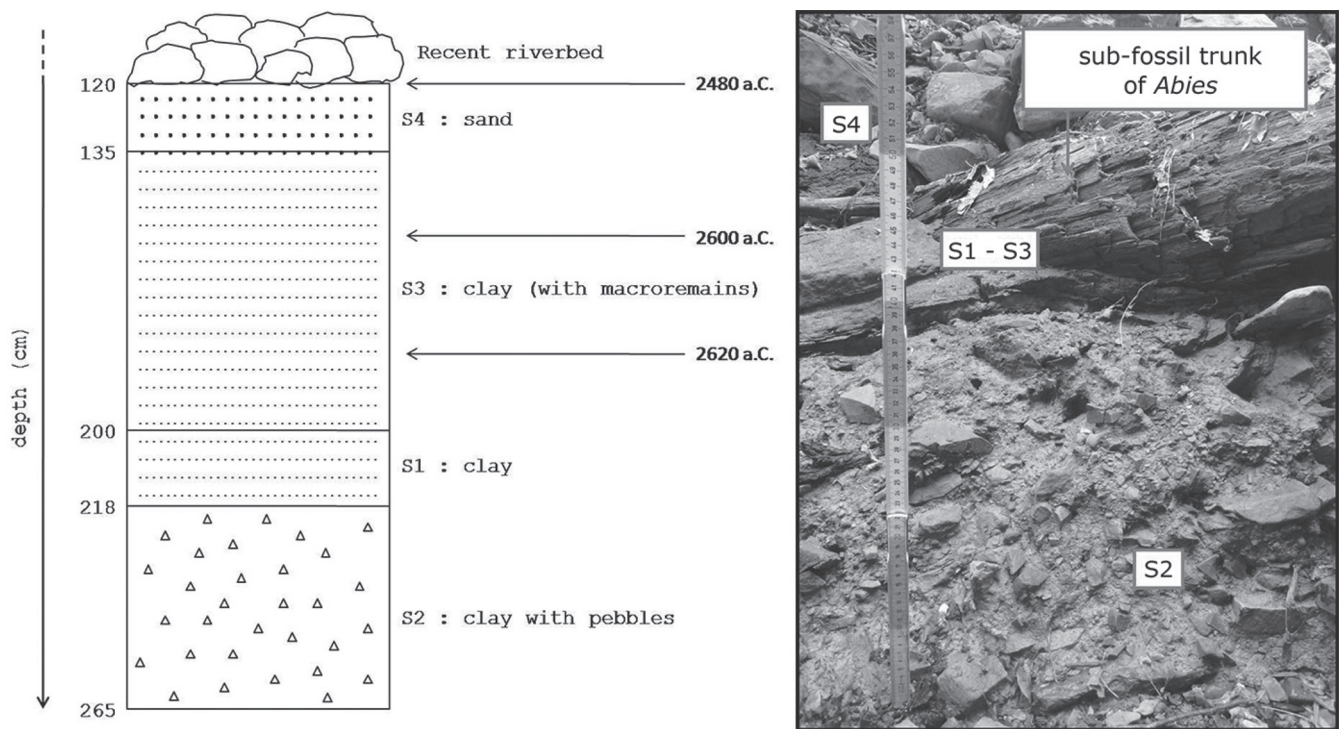 Recent riverbed
120
2480 a.C.
S4 : sand
135
2600 a.C.
S3 : clay (with macroremains)
2620 a.C.
depth (cm)
200
S1 : clay
218
S2 : clay with pebbles
265
sub-fossil trunk
of Abies
S4
S1 - S3
S2